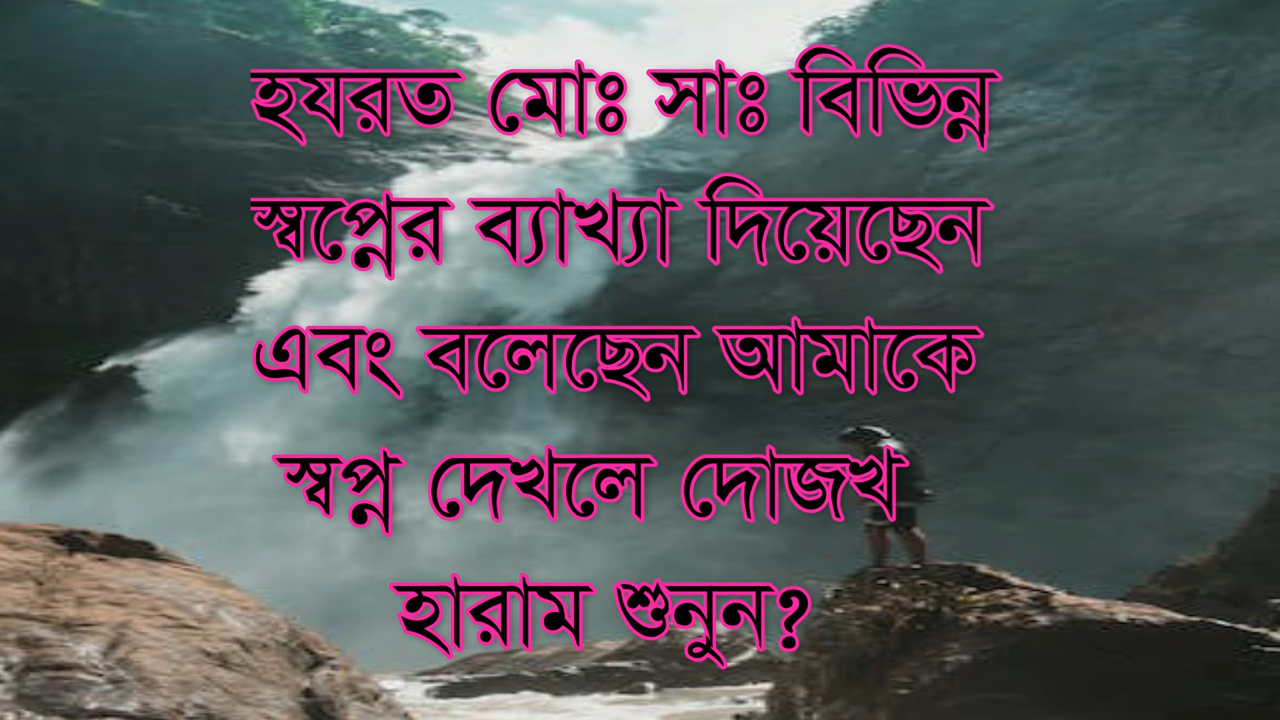 হযরত মোঃ সাঃ বিভিন্ন
স্বপ্নের ব্যাখ্যা দিয়েছেন
এবং বলেছেন আমাকে
স্বপ্ন দেখলে দোজখ
হারাম শুনুন?